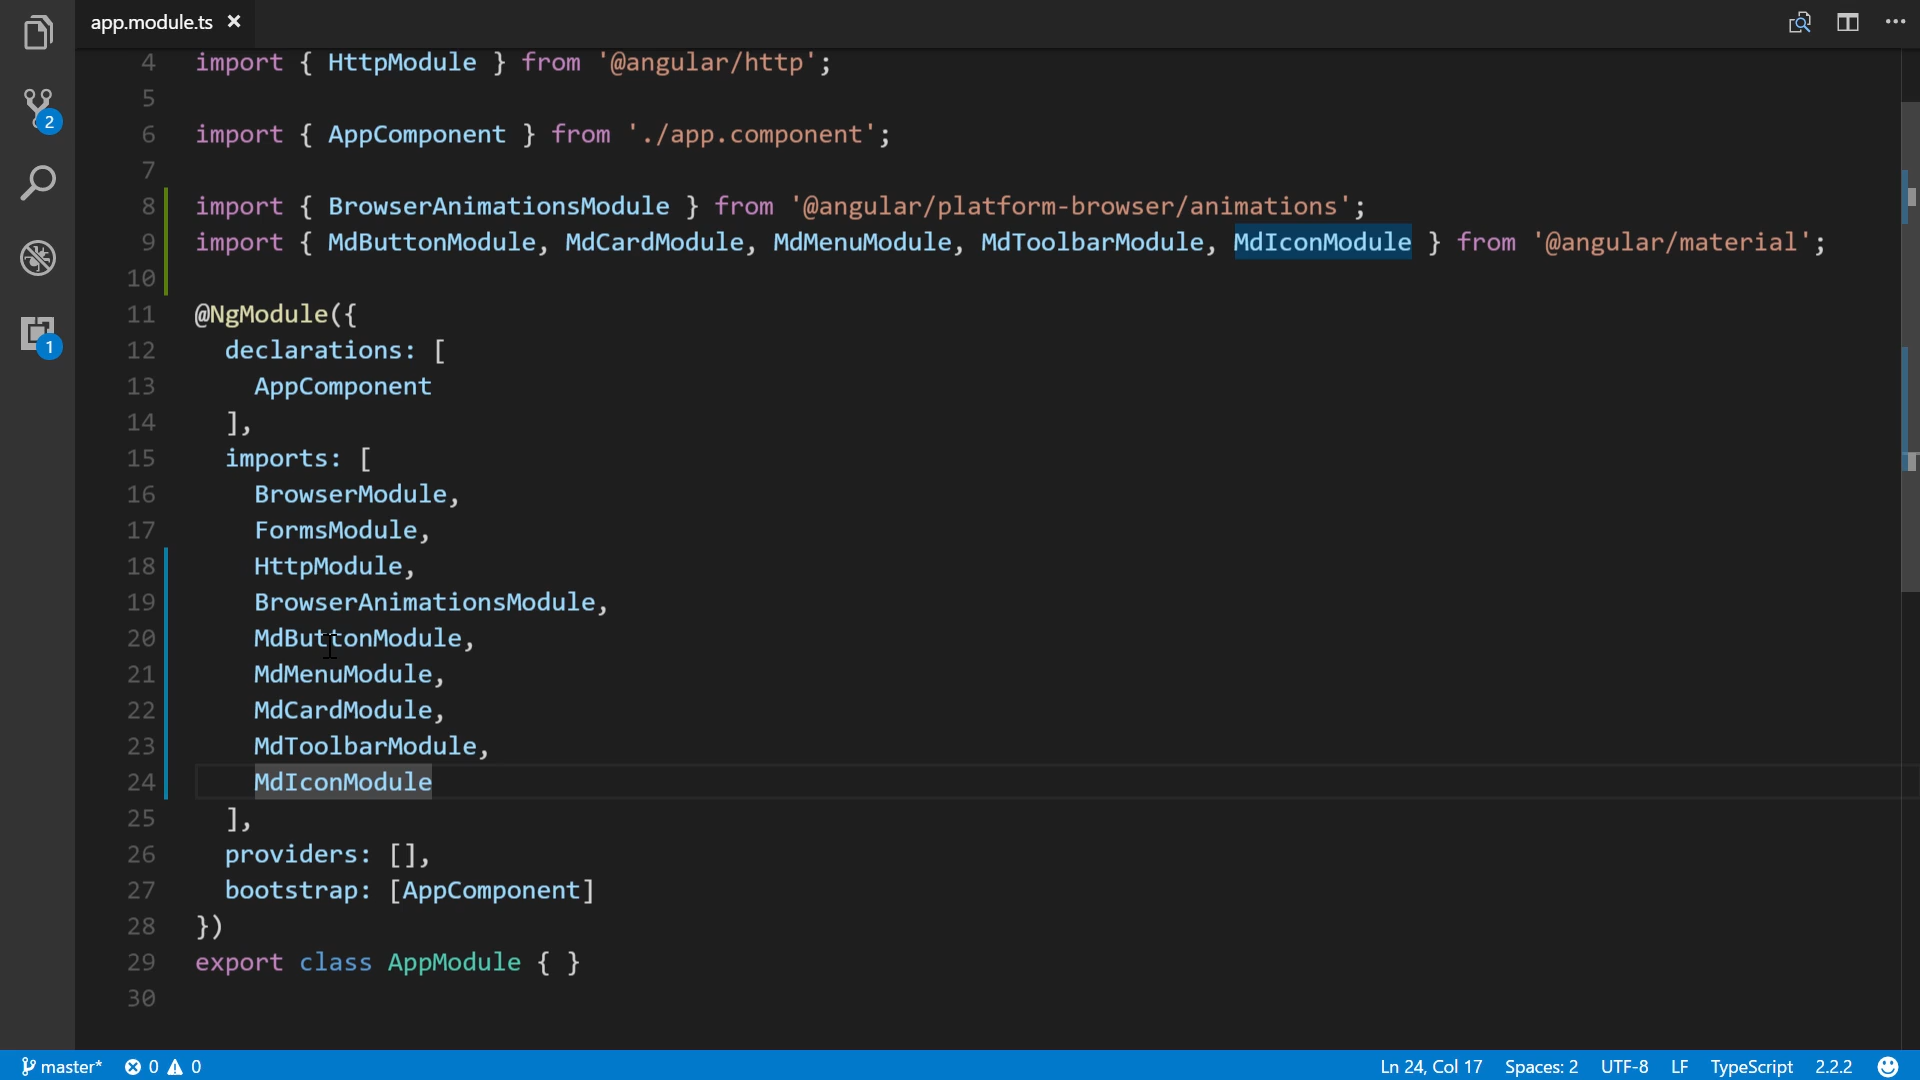 app.module.ts
4 import { HttpModule } from '@angular/http';
5
6 import { AppComponent } from './app.component';
7
8 import { BrowserAnimationsModule } from '@angular/platform-browser/animations';
9 import { MdButtonModule, MdCardModule, MdMenuModule, MdToolbarModule, MdIconModule } from '@angular/material';
10
11 @NgModule({
12   declarations: [
13     AppComponent
14   ],
15   imports: [
16     BrowserModule,
17     FormsModule,
18     HttpModule,
19     BrowserAnimationsModule,
20     MdButtonModule,
21     MdMenuModule,
22     MdCardModule,
23     MdToolbarModule,
24     MdIconModule
25   ],
26   providers: [],
27   bootstrap: [AppComponent]
28 })
29 export class AppModule { }
30
2
1
master* 0 0 Ln 24, Col 17 Spaces: 2 UTF-8 LF TypeScript 2.2.2